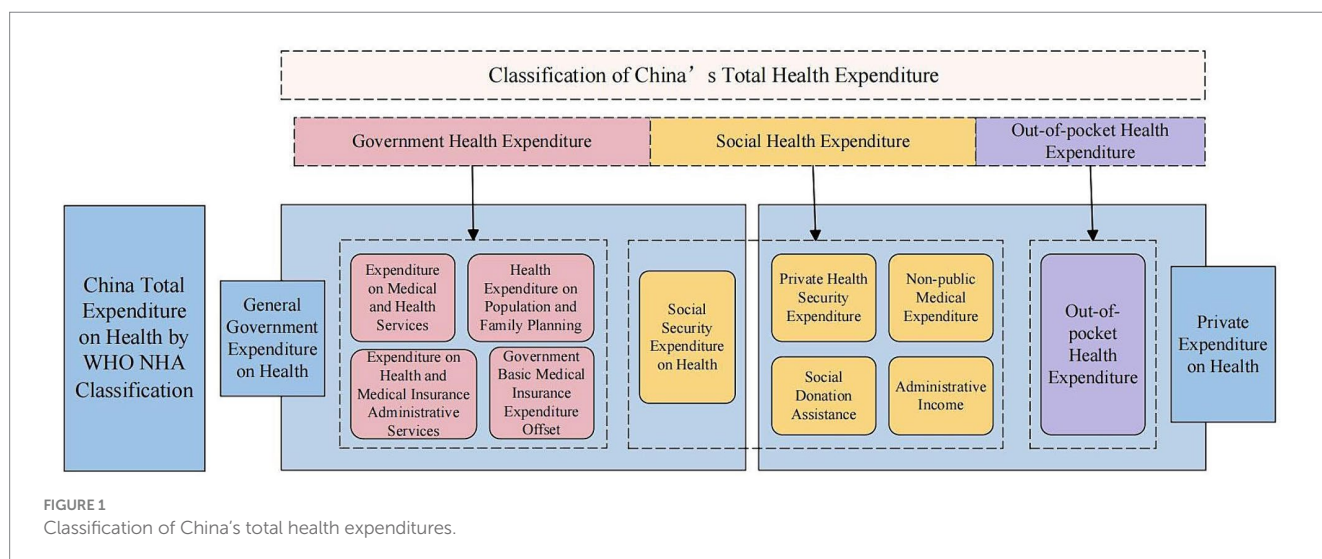 Classification of China's Total Health Expenditure
Government Health Expenditure
Social Health Expenditure
Out-of-pocket Health
Expenditure
China Total
Expenditure
on Health by
WHO NHA
Classification
General
Government
Expenditure
on Health
Expenditure
on Medical
and Health
Services
Health
Expenditure on
Population and
Family Planning
Expenditure on
Health and
Medical Insurance
Administrative
Services
Government
Basic Medical
Insurance
Expenditure
Offset
Social
Security
Expenditure
on Health
Private Health
Security
Expenditure
Non-public
Medical
Expenditure
Social
Donation
Assistance
Administrative
Income
Out-of-
pocket
Health
Expenditure
Private
Expenditure
on Health
FIGURE 1
Classification of China's total health expenditures.